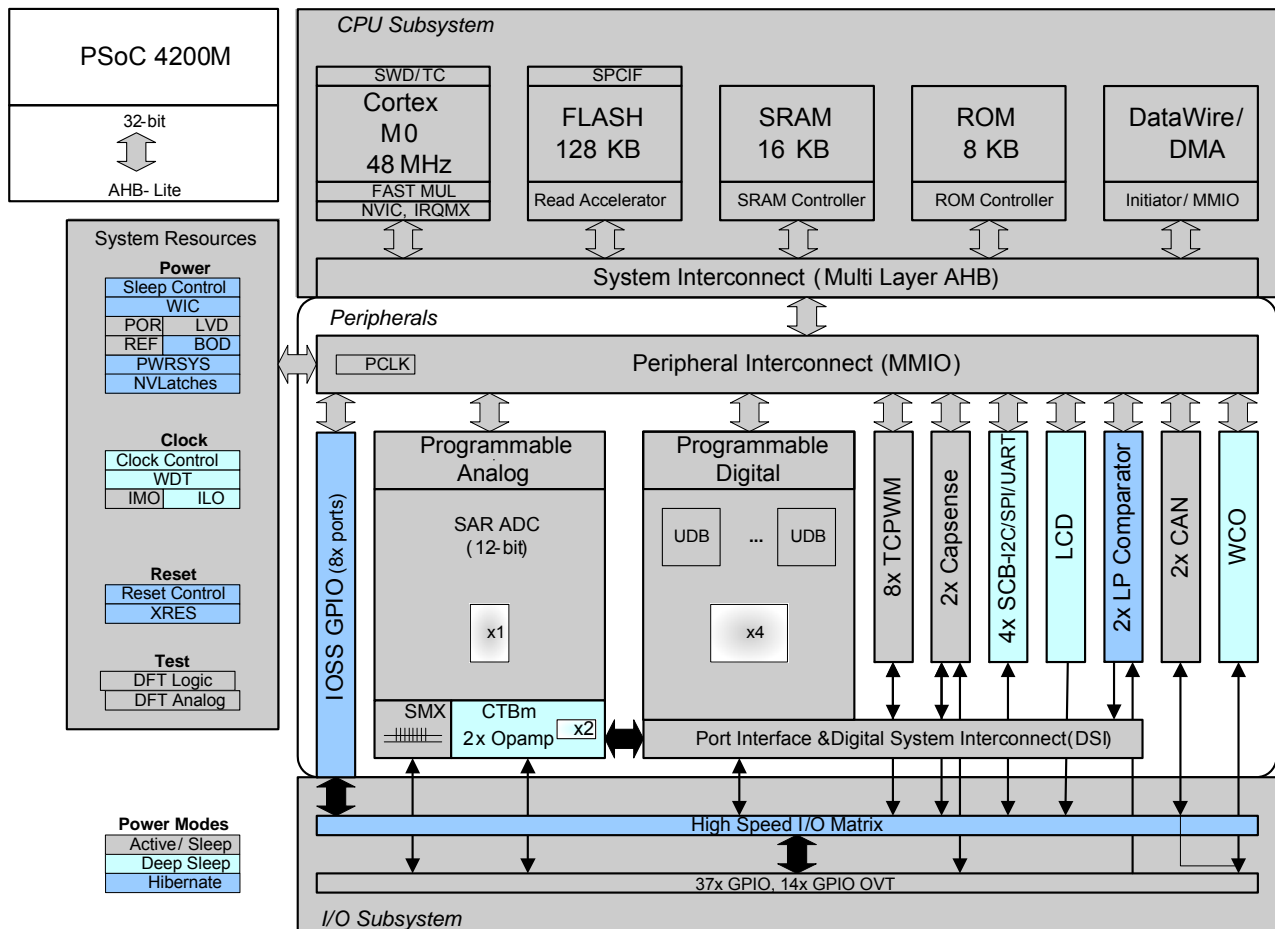 PSoC 4200M
32-bit
AHB- Lite
CPU Subsystem
SWD/TC
Cortex
M0
48 MHz
FAST MUL
NVIC, IRQMX
SPCIF
FLASH
128 KB
Read Accelerator
SRAM
16 KB
SRAM Controller
ROM
8 KB
ROM Controller
DataWire/
DMA
Initiator/ MMIO
System Interconnect (Multi Layer AHB)
System Resources
Power
Sleep Control
WIC
POR LVD
REF BOD
PWRSYS
NVLatches
Clock
Clock Control
WDT
IMO ILO
Reset
Reset Control
XRES
Test
DFT Logic
DFT Analog
Peripherals
PCLK
Peripheral Interconnect (MMIO)
IOSS GPIO (8x ports)
Programmable
Analog
SAR ADC
(12-bit)
x1
SMX
CTBm
2x Opamp
x2
Programmable
Digital
UDB ... UDB
x4
8x TCPWM
2x Capsense
4x SCB-I2C/SPI/UART
LCD
2x LP Comparator
2x CAN
WCO
Port Interface &Digital System Interconnect(DSI)
High Speed I/O Matrix
37x GPIO, 14x GPIO OVT
I/O Subsystem
Power Modes
Active/ Sleep
Deep Sleep
Hibernate